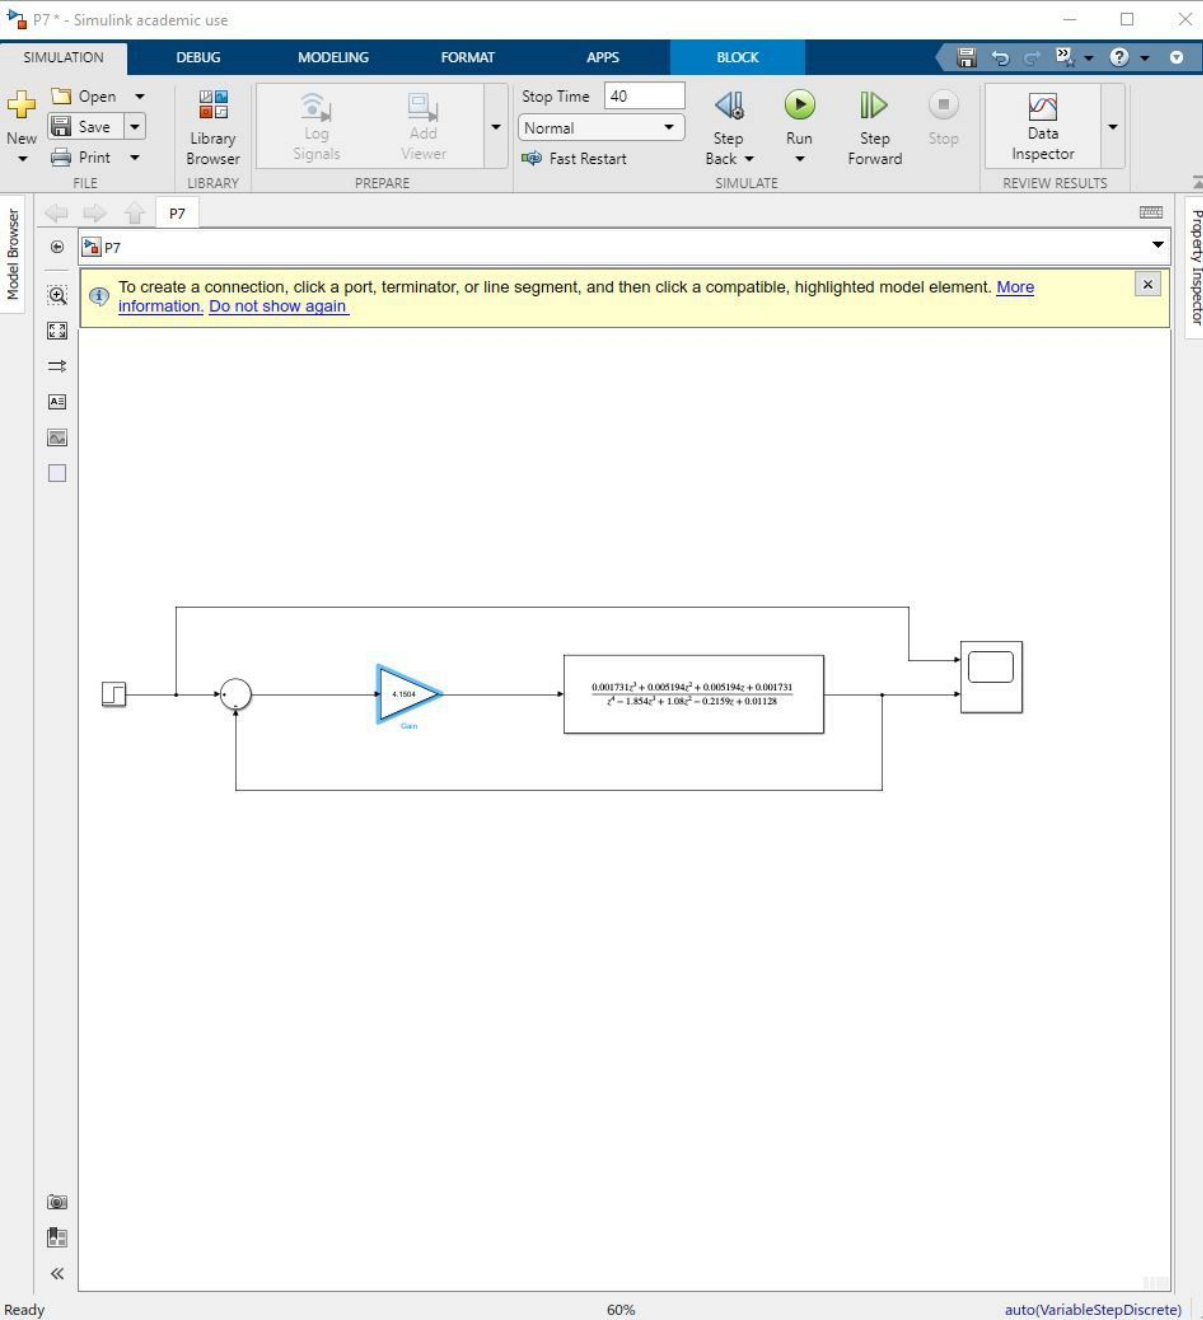 P7 * - Simulink academic use
SIMULATION DEBUG MODELING FORMAT APPS BLOCK
New
Open
Save
Print
FILE
Library
Browser
LIBRARY
Log
Signals
Add
Viewer
PREPARE
Stop Time 40
Normal
Fast Restart
Step
Back
Run
Step
Forward
Stop
SIMULATE
Data
Inspector
REVIEW RESULTS
Model Browser
P7
P7
Property Inspector
To create a connection, click a port, terminator, or line segment, and then click a compatible, highlighted model element. More
information. Do not show again
4.1504
Gain
0.001731z³ + 0.005194z² + 0.005194z + 0.001731
z⁴ − 1.854z³ + 1.08z² − 0.2159z + 0.01128
Ready 60% auto(VariableStepDiscrete)